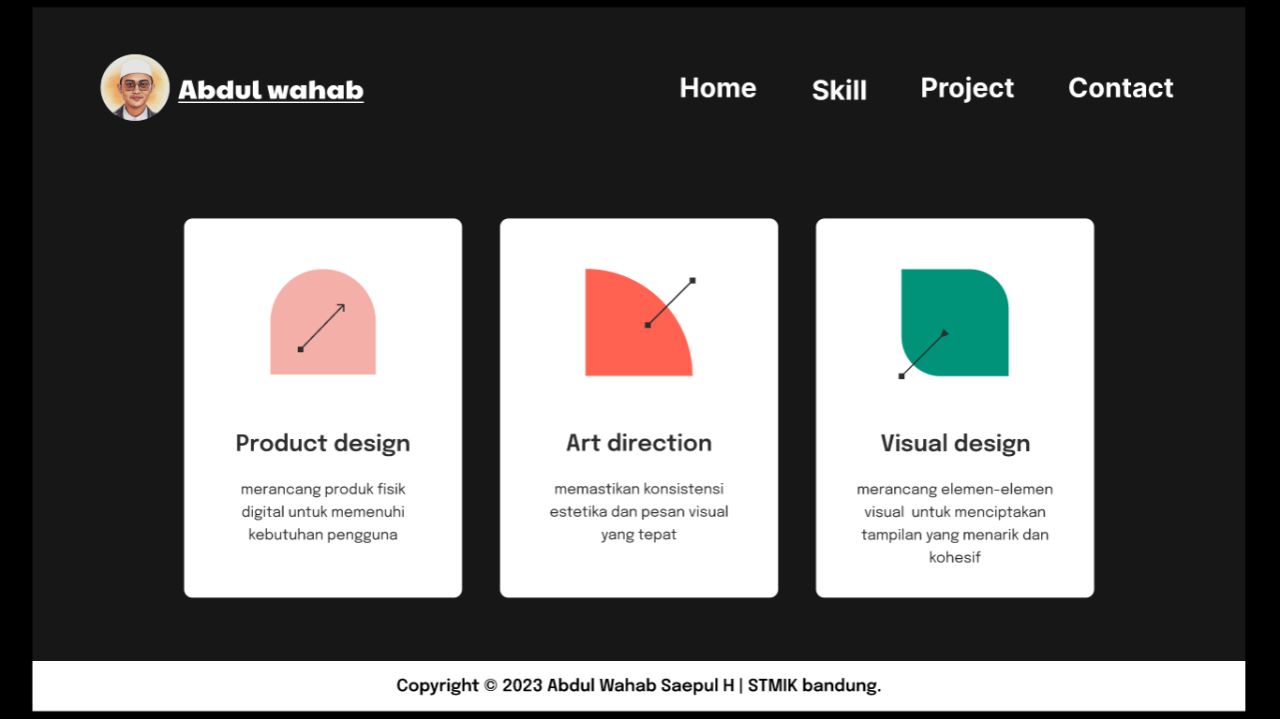 Abdul wahab
Home
Skill
Project
Contact
Product design
merancang produk fisik
digital untuk memenuhi
kebutuhan pengguna
Art direction
memastikan konsistensi
estetika dan pesan visual
yang tepat
Visual design
merancang elemen-elemen
visual untuk menciptakan
tampilan yang menarik dan
kohesif
Copyright © 2023 Abdul Wahab Saepul H | STMIK bandung.